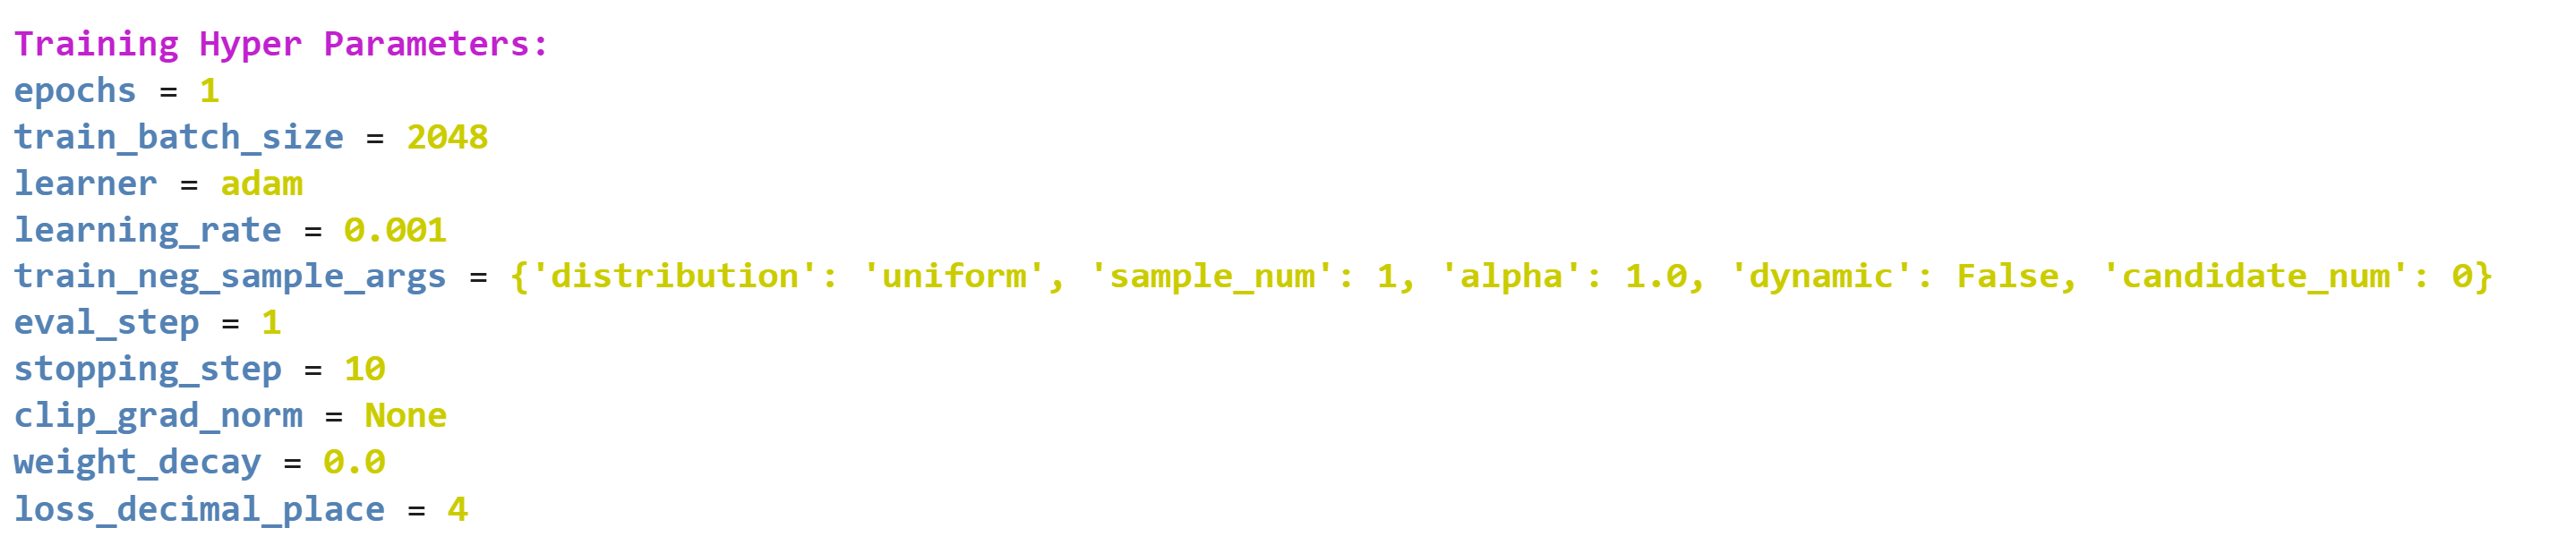 Training Hyper Parameters:
epochs = 1
train_batch_size = 2048
learner = adam
learning_rate = 0.001
train_neg_sample_args = {'distribution': 'uniform', 'sample_num': 1, 'alpha': 1.0, 'dynamic': False, 'candidate_num': 0}
eval_step = 1
stopping_step = 10
clip_grad_norm = None
weight_decay = 0.0
loss_decimal_place = 4